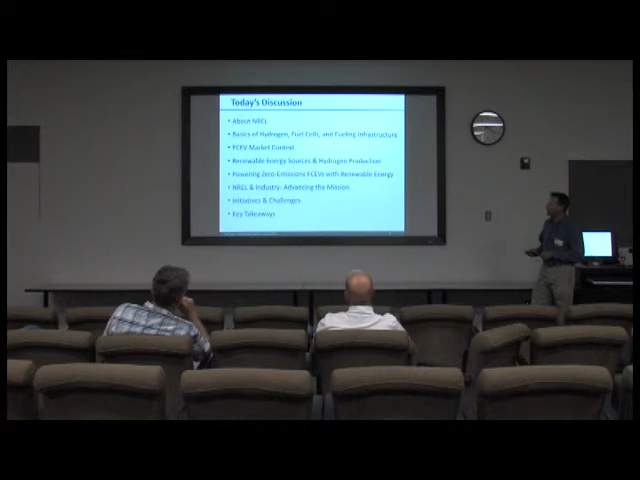 Today's Discussion
• About NREL
• Basics of Hydrogen, Fuel Cells, and Fueling Infrastructure
• FCEV Market Context
• Renewable Energy Sources & Hydrogen Production
• Powering Zero-Emissions FCEVs with Renewable Energy
• NREL & Industry: Advancing the Mission
• Initiatives & Challenges
• Key Takeaways